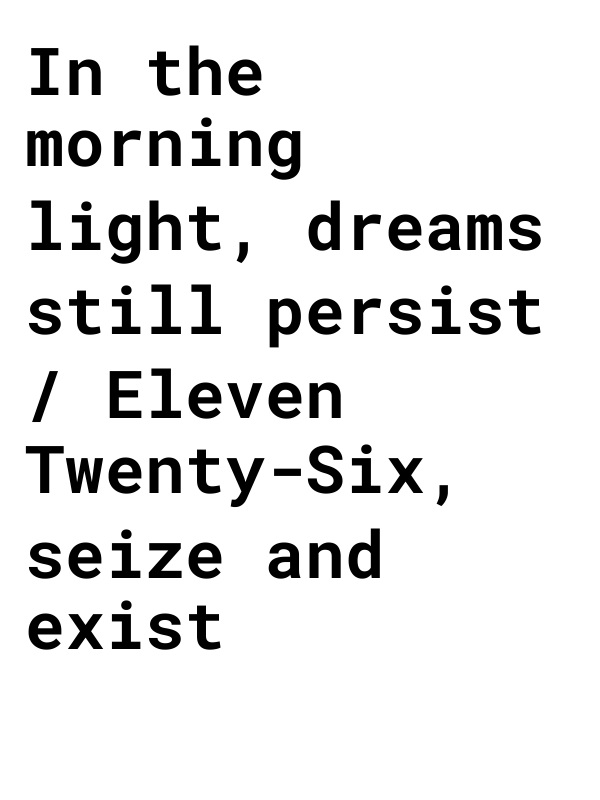 In the
morning
light, dreams
still persist
/ Eleven
Twenty-Six,
seize and
exist